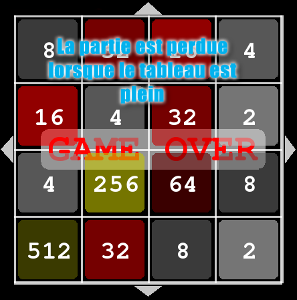 8 4
La partie est perdue
lorsque le tableau est
plein
16 4 32 2
GAME OVER
4 256 64 8
512 32 8 2